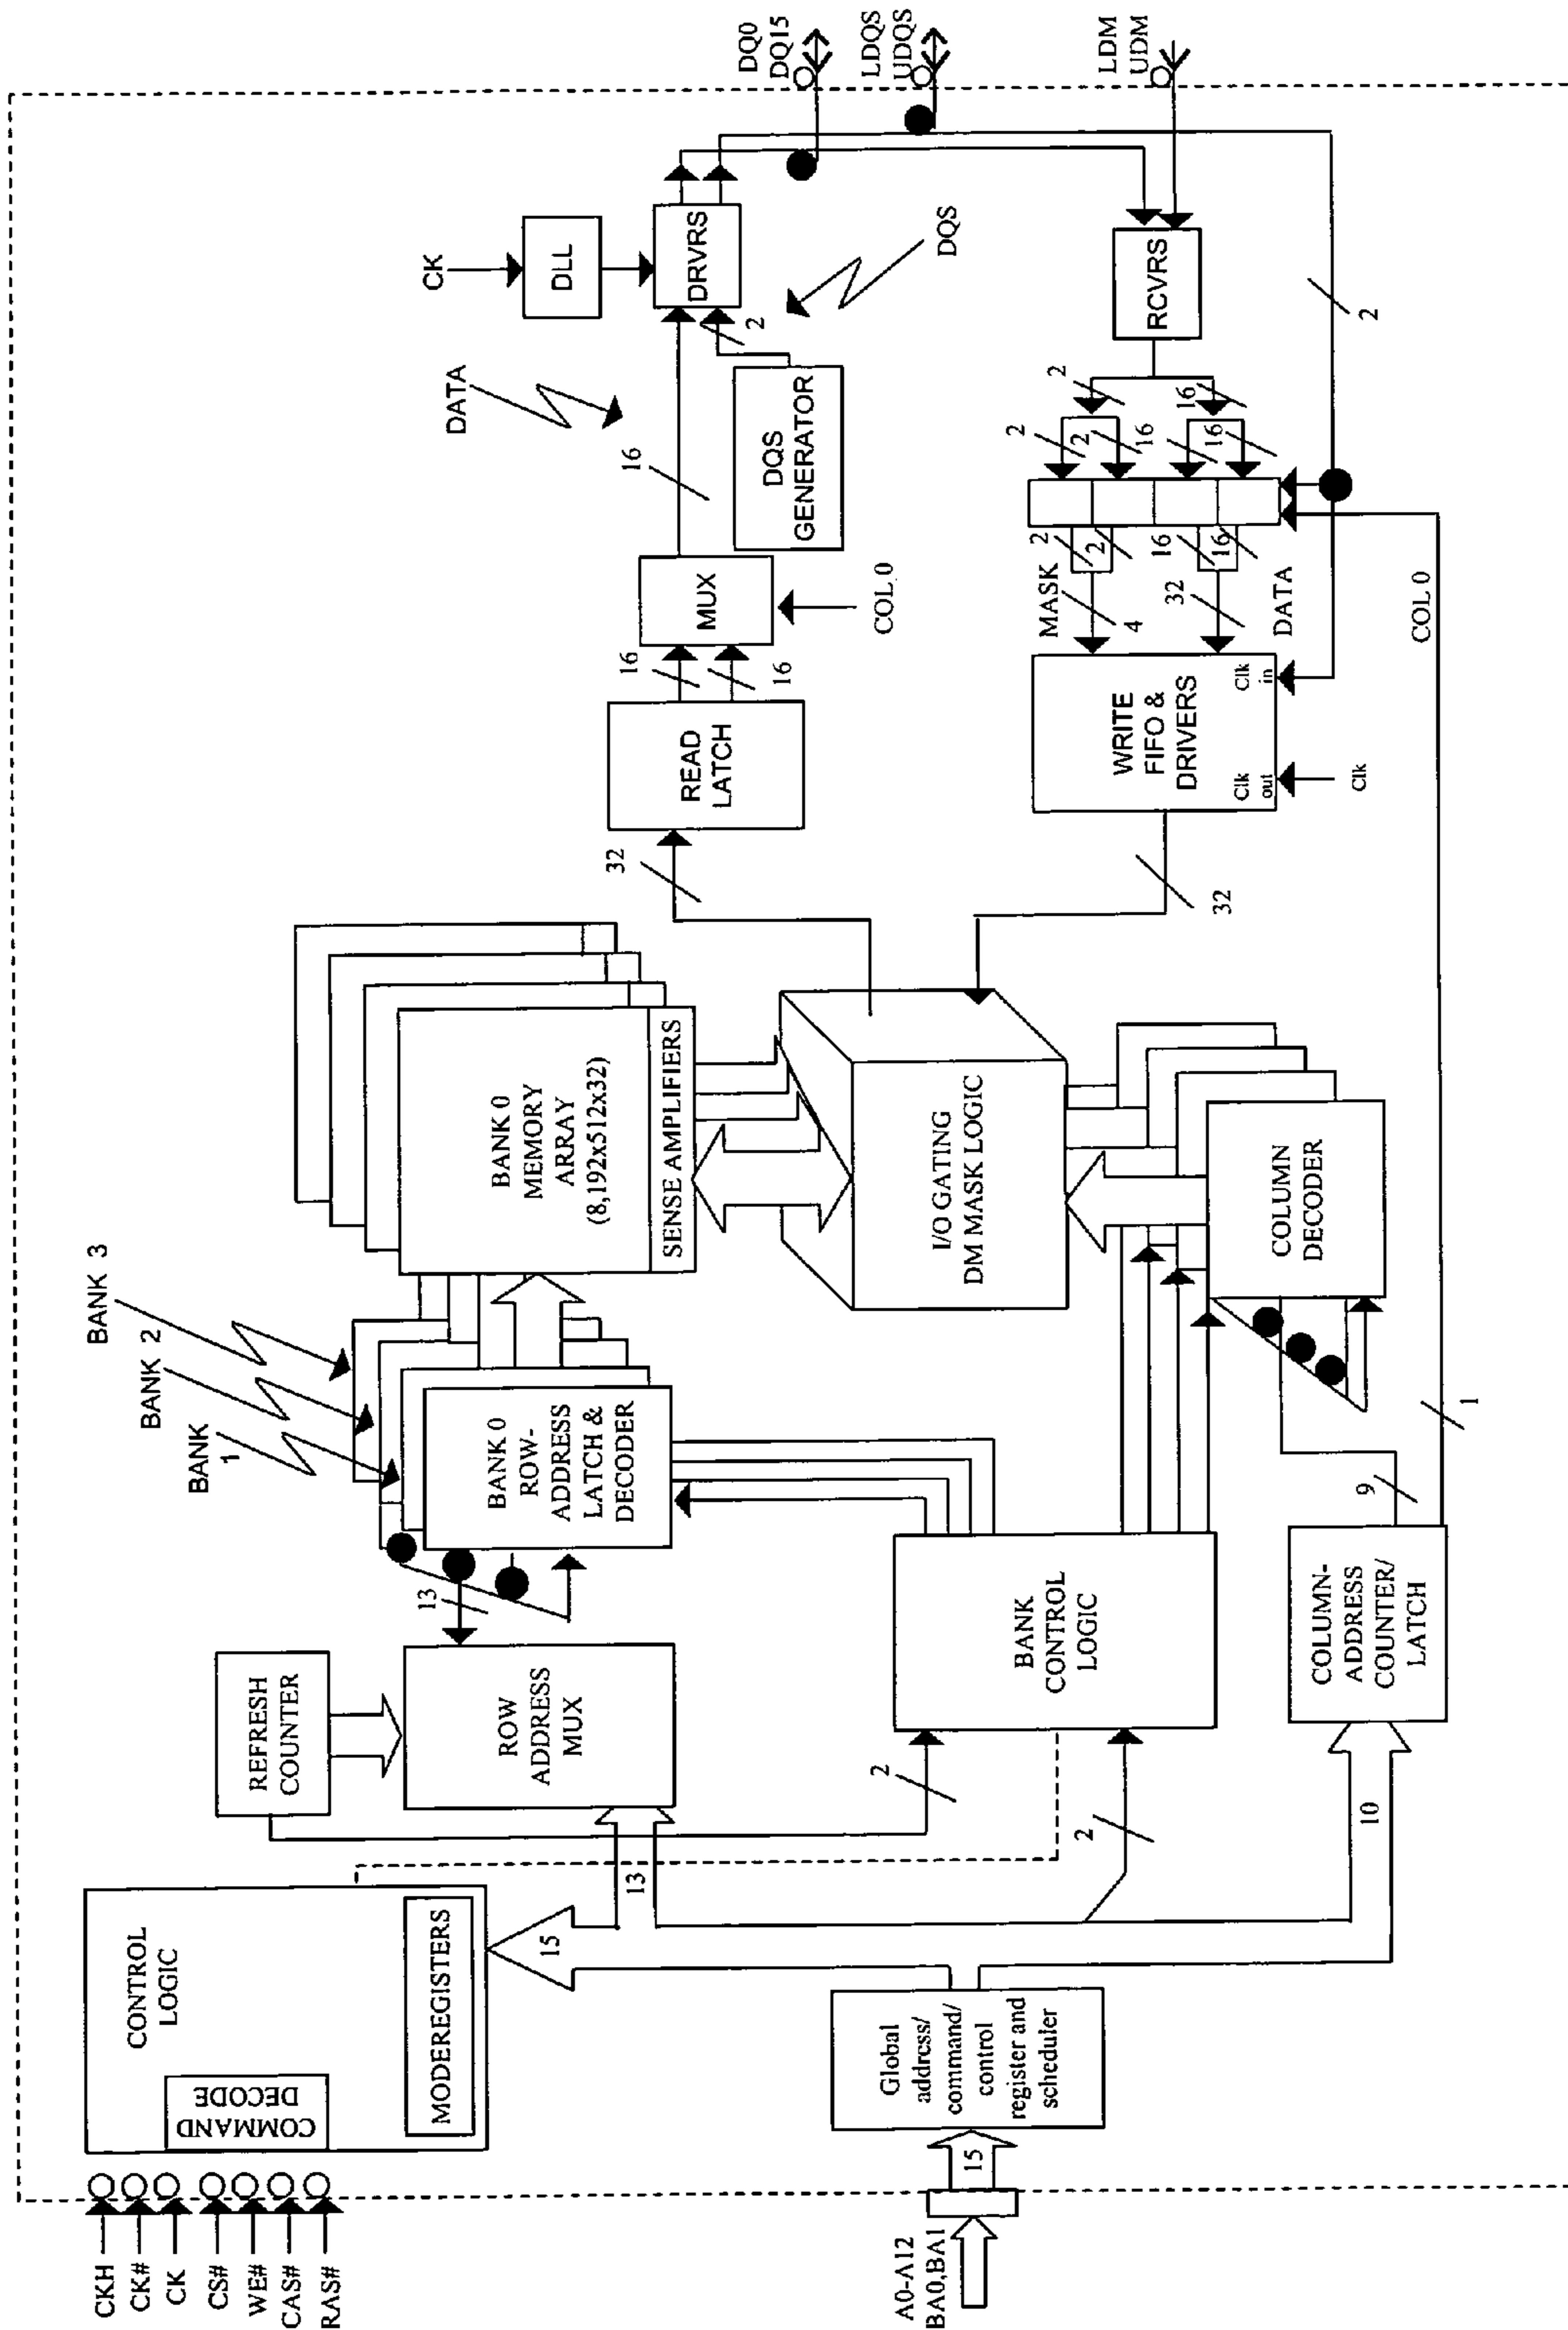 CKH
CK#
CK
CS#
WE#
CAS#
RAS#
CONTROL
LOGIC
COMMAND
DECODE
MODEREGISTERS
15
A0-A12
BA0,BA1
15
Global
address/
command/
control
register and
scheduler
REFRESH
COUNTER
13
ROW
ADDRESS
MUX
2
2
10
BANK
CONTROL
LOGIC
COLUMN-
ADDRESS
COUNTER/
LATCH
13
9
1
BANK
1
BANK 2
BANK 3
BANK 0
ROW-
ADDRESS
LATCH &
DECODER
BANK 0
MEMORY
ARRAY
(8,192x512x32)
SENSE AMPLIFIERS
I/O GATING
DM MASK LOGIC
COLUMN
DECODER
COL 0
32
32
READ
LATCH
16
16
MUX
COL 0
DATA
16
DQS
GENERATOR
2
DQS
CK
DLL
DRVRS
WRITE
FIFO &
DRIVERS
Clk
out
Clk
in
Clk
MASK
4
32
DATA
2
2
16
16
2
2
16
16
2
16
RCVRS
2
DQ0
DQ15
LDQS
UDQS
LDM
UDM